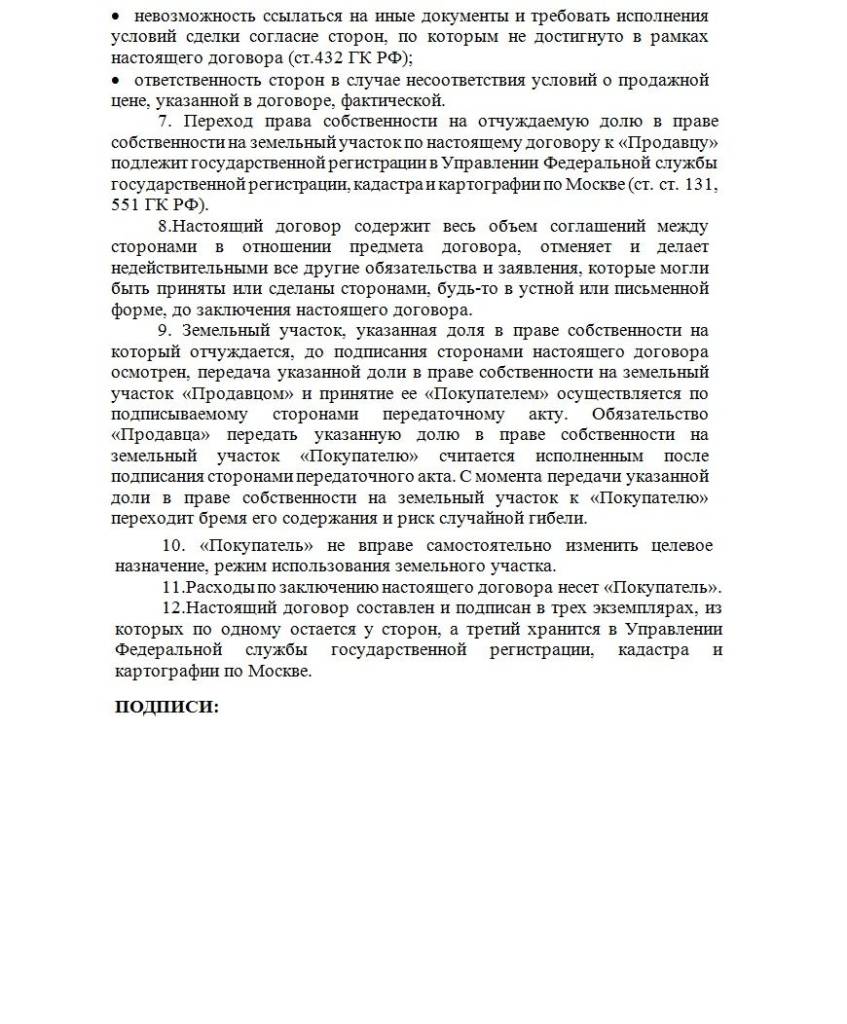 • невозможность ссылаться на иные документы и требовать исполнения
условий сделки согласие сторон, по которым не достигнуто в рамках
настоящего договора (ст.432 ГК РФ);
• ответственность сторон в случае несоответствия условий о продажной
цене, указанной в договоре, фактической.
7. Переход права собственности на отчуждаемую долю в праве
собственности на земельный участок по настоящему договору к «Продавцу»
подлежит государственной регистрации в Управлении Федеральной службы
государственной регистрации, кадастра и картографии по Москве (ст. ст. 131,
551 ГК РФ).
8.Настоящий договор содержит весь объем соглашений между
сторонами в отношении предмета договора, отменяет и делает
недействительными все другие обязательства и заявления, которые могли
быть приняты или сделаны сторонами, будь-то в устной или письменной
форме, до заключения настоящего договора.
9. Земельный участок, указанная доля в праве собственности на
который отчуждается, до подписания сторонами настоящего договора
осмотрен, передача указанной доли в праве собственности на земельный
участок «Продавцом» и принятие ее «Покупателем» осуществляется по
подписываемому сторонами передаточному акту. Обязательство
«Продавца» передать указанную долю в праве собственности на
земельный участок «Покупателю» считается исполненным после
подписания сторонами передаточного акта. С момента передачи указанной
доли в праве собственности на земельный участок к «Покупателю»
переходит бремя его содержания и риск случайной гибели.
10. «Покупатель» не вправе самостоятельно изменить целевое
назначение, режим использования земельного участка.
11.Расходы по заключению настоящего договора несет «Покупатель».
12.Настоящий договор составлен и подписан в трех экземплярах, из
которых по одному остается у сторон, а третий хранится в Управлении
Федеральной службы государственной регистрации, кадастра и
картографии по Москве.
ПОДПИСИ: